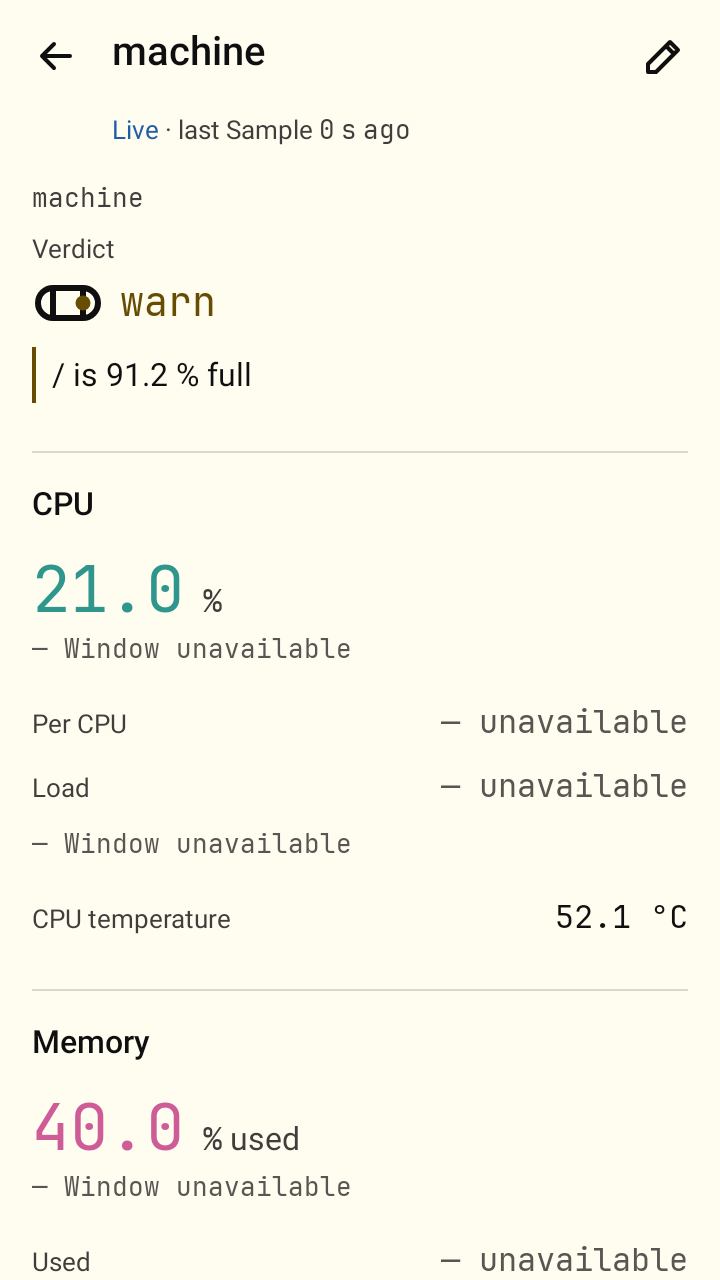 machine
Live · last Sample 0 s ago
machine
Verdict
warn
/ is 91.2 % full
CPU
21.0 %
— Window unavailable
Per CPU — unavailable
Load — unavailable
— Window unavailable
CPU temperature 52.1 °C
Memory
40.0 % used
— Window unavailable
Used — unavailable